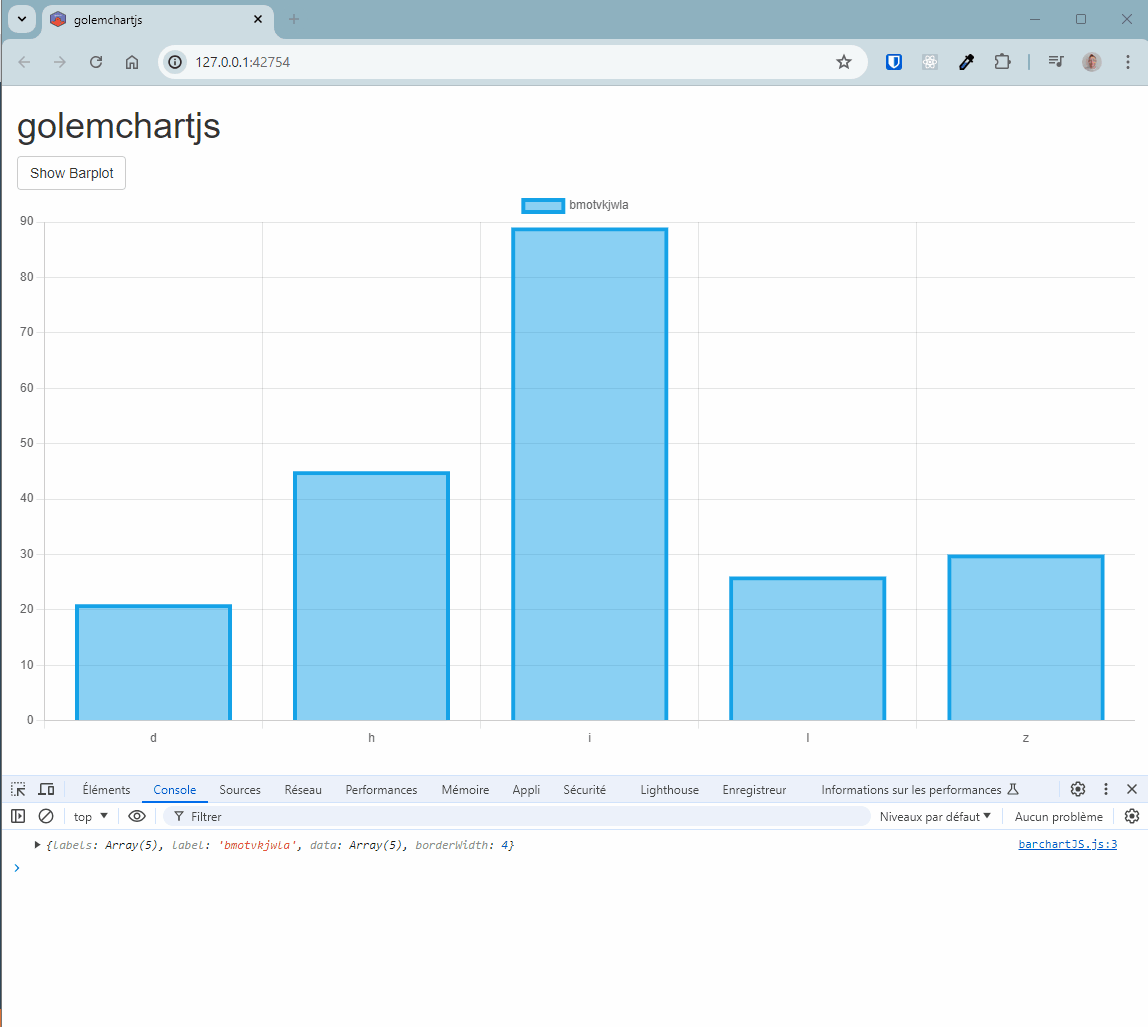 golemchartjs
127.0.0.1:42754
golemchartjs
Show Barplot
bmotvkjwla
90
80
70
60
50
40
30
20
10
0
d h i l z
Éléments Console Sources Réseau Performances Mémoire Appli Sécurité Lighthouse Enregistreur Informations sur les performances
top Filtrer Niveaux par défaut Aucun problème
{labels: Array(5), label: 'bmotvkjwla', data: Array(5), borderWidth: 4} barchartJS.js:3